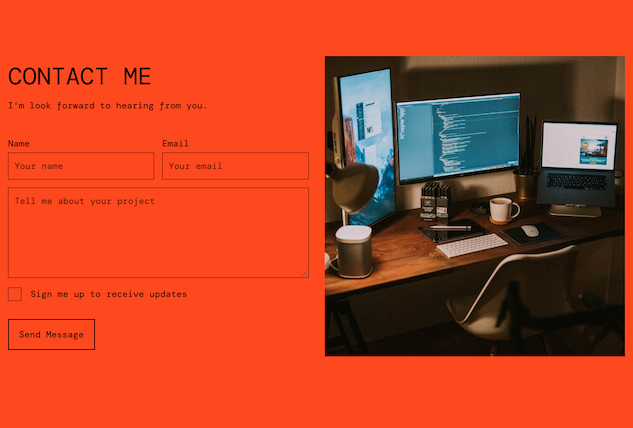 CONTACT ME
I'm look forward to hearing from you.
Name
Email
Your name
Your email
Tell me about your project
Sign me up to receive updates
Send Message